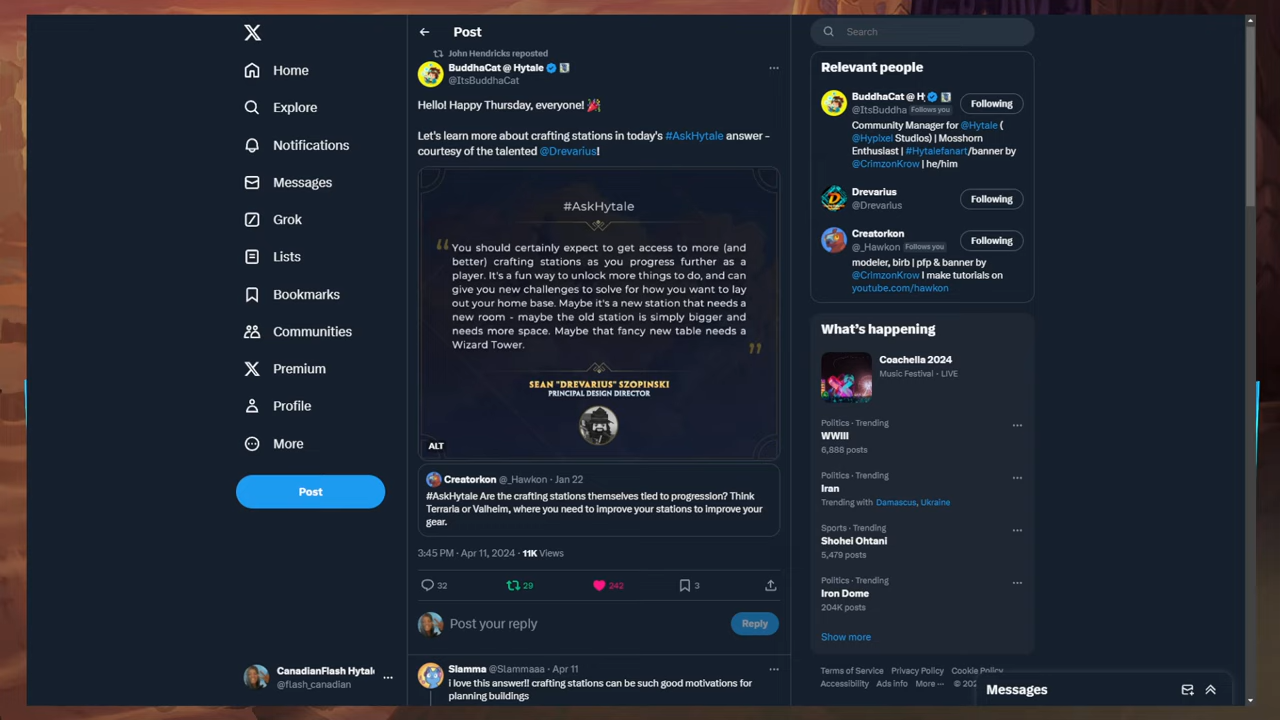 Home
Explore
Notifications
Messages
Grok
Lists
Bookmarks
Communities
Premium
Profile
More
Post
CanadianFlash Hytale
@flash_canadian
Post
John Hendricks reposted
BuddhaCat @ Hytale
@ItsBuddhaCat
Hello! Happy Thursday, everyone! 🎉
Let's learn more about crafting stations in today's #AskHytale answer -
courtesy of the talented @Drevarius!
#AskHytale
“ You should certainly expect to get access to more (and
better) crafting stations as you progress further as a
player. It's a fun way to unlock more things to do, and can
give you new challenges to solve for how you want to lay
out your home base. Maybe it's a new station that needs a
new room - maybe the old station is simply bigger and
needs more space. Maybe that fancy new table needs a
Wizard Tower. ”
SEAN "DREVARIUS" SZOPINSKI
PRINCIPAL DESIGN DIRECTOR
ALT
Creatorkon @_Hawkon · Jan 22
#AskHytale Are the crafting stations themselves tied to progression? Think
Terraria or Valheim, where you need to improve your stations to improve your
gear.
3:45 PM · Apr 11, 2024 · 11K Views
32 29 242 3
Post your reply
Reply
Slamma @Slammaaa · Apr 11
i love this answer!! crafting stations can be such good motivations for
planning buildings
Search
Relevant people
BuddhaCat @ H
@ItsBuddha Follows you
Following
Community Manager for @Hytale (
@Hypixel Studios) | Mosshorn
Enthusiast | #Hytalefanart/banner by
@CrimzonKrow | he/him
Drevarius
@Drevarius
Following
Creatorkon
@_Hawkon Follows you
Following
modeler, birb | pfp & banner by
@CrimzonKrow I make tutorials on
youtube.com/hawkon
What's happening
Coachella 2024
Music Festival · LIVE
Politics · Trending
WWIII
6,888 posts
Politics · Trending
Iran
Trending with Damascus, Ukraine
Sports · Trending
Shohei Ohtani
5,479 posts
Politics · Trending
Iron Dome
204K posts
Show more
Terms of Service Privacy Policy Cookie Policy
Accessibility Ads info More ··· © 202
Messages